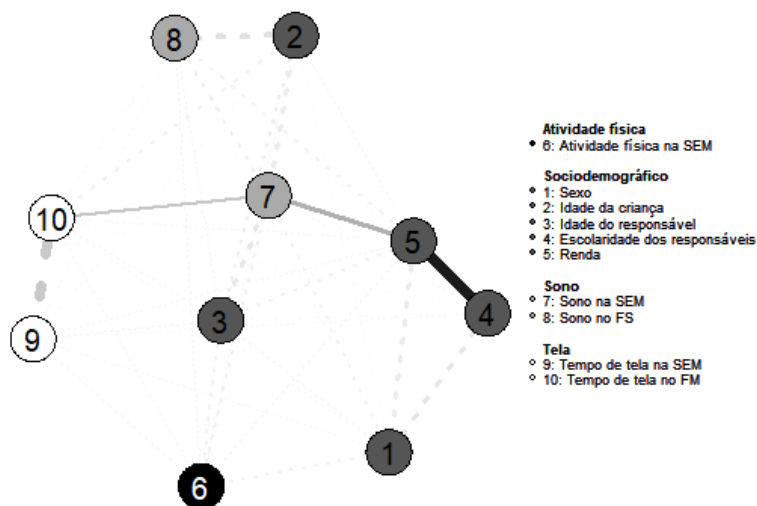 8
2
7
10
5
4
3
9
1
6
Atividade física
6: Atividade física na SEM
Sociodemográfico
1: Sexo
2: Idade da criança
3: Idade do responsável
4: Escolaridade dos responsáveis
5: Renda
Sono
7: Sono na SEM
8: Sono no FS
Tela
9: Tempo de tela na SEM
10: Tempo de tela no FM